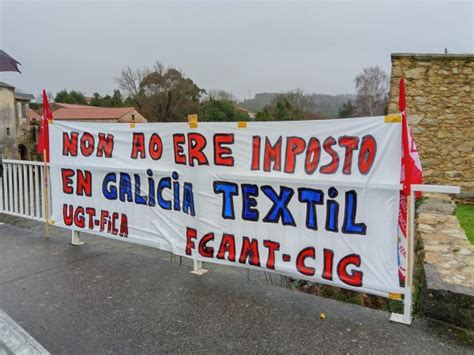 NON AO ERE IMPOSTO
EN GALICIA TEXTIL
UGT-FICA
FGAMT-CIG